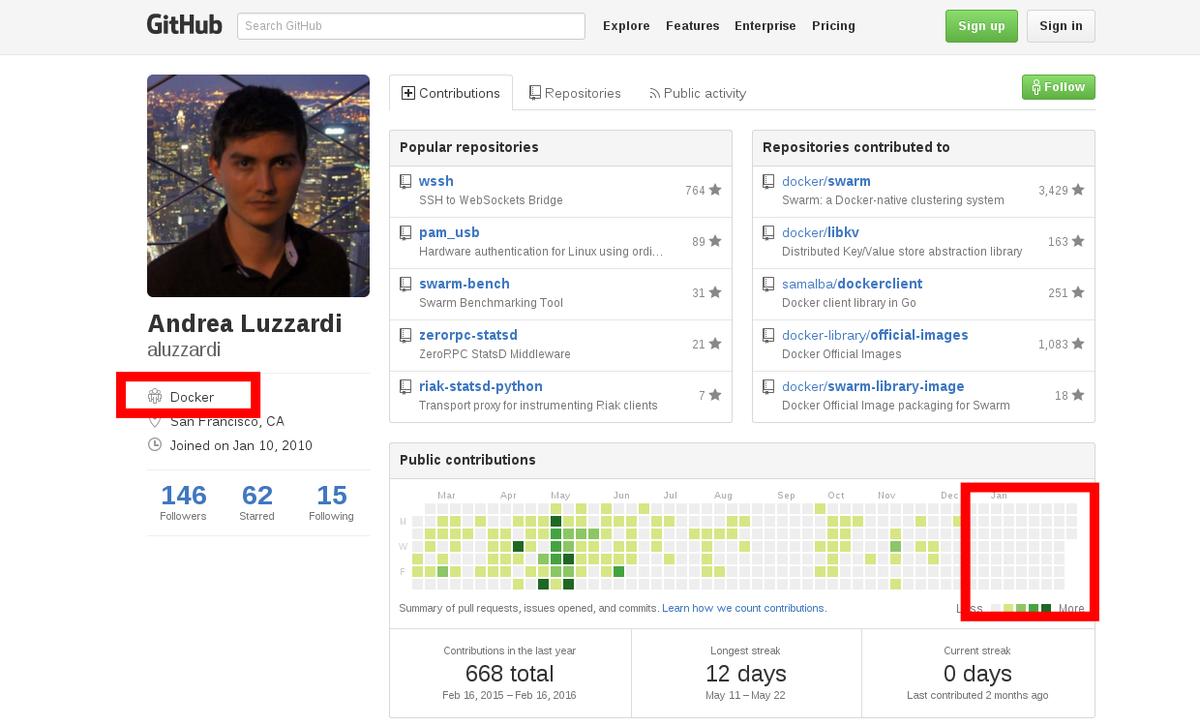 GitHub
Search GitHub
Explore Features Enterprise Pricing
Sign up Sign in
Contributions Repositories Public activity
Follow
Andrea Luzzardi
aluzzardi
Docker
San Francisco, CA
Joined on Jan 10, 2010
146 62 15
Followers Starred Following
Popular repositories
wssh 764
SSH to WebSockets Bridge
pam_usb 89
Hardware authentication for Linux using ordi…
swarm-bench 31
Swarm Benchmarking Tool
zerorpc-statsd 21
ZeroRPC StatsD Middleware
riak-statsd-python 7
Transport proxy for instrumenting Riak clients
Repositories contributed to
docker/swarm 3,429
Swarm: a Docker-native clustering system
docker/libkv 163
Distributed Key/Value store abstraction library
samalba/dockerclient 251
Docker client library in Go
docker-library/official-images 1,083
Docker Official Images
docker/swarm-library-image 18
Docker Official Image packaging for Swarm
Public contributions
Mar Apr May Jun Jul Aug Sep Oct Nov Dec Jan
M
W
F
Summary of pull requests, issues opened, and commits. Learn how we count contributions.
Less More
Contributions in the last year
668 total
Feb 16, 2015 – Feb 16, 2016
Longest streak
12 days
May 11 – May 22
Current streak
0 days
Last contributed 2 months ago